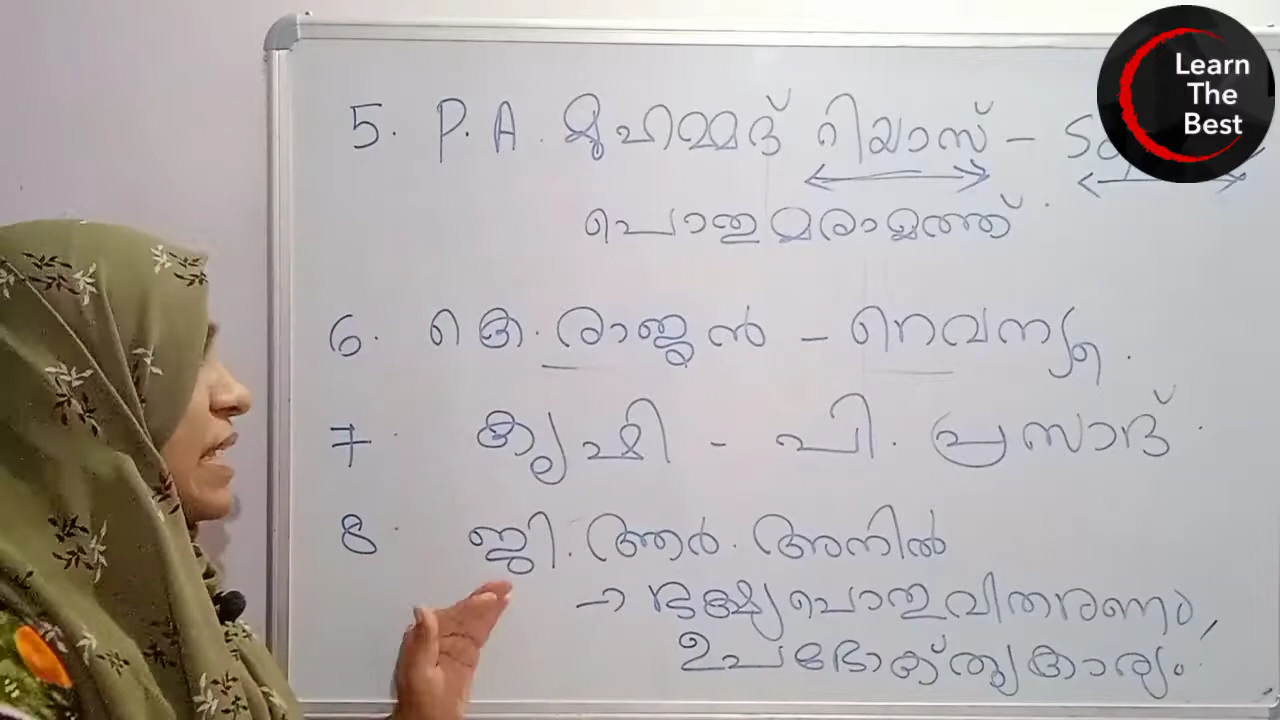 5. P. A. മുഹമ്മദ് റിയാസ് –
പൊതുമരാമത്ത്.
6. കെ. രാജൻ – റെവന്യൂ.
7. കൃഷി - പി. പ്രസാദ്.
8. ജി. ആർ. അനിൽ
→ ഭക്ഷ്യപൊതുവിതരണം,
ഉപഭോക്തൃകാര്യം.
Learn
The
Best